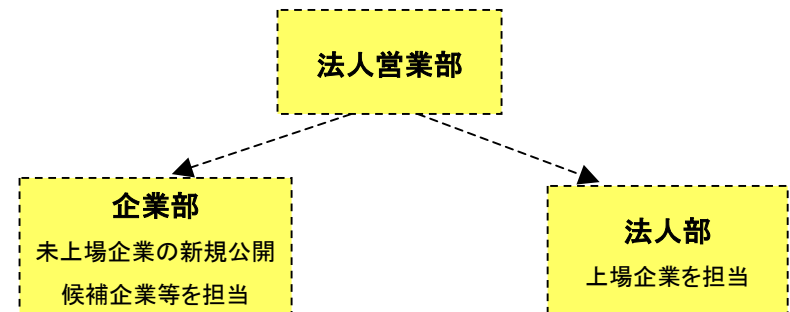 法人営業部
企業部
未上場企業の新規公開
候補企業等を担当
法人部
上場企業を担当